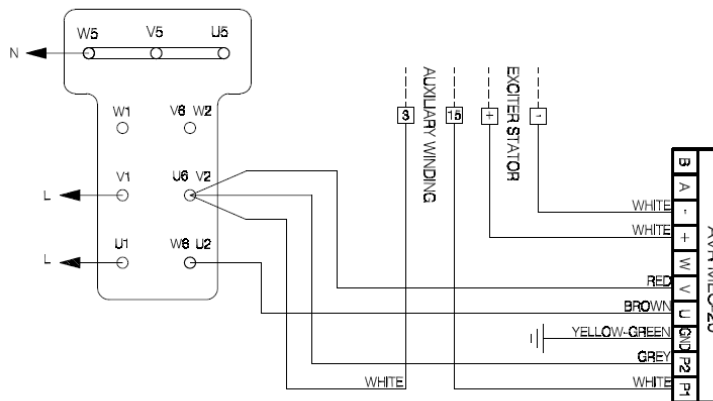 W5 V5 U5
N
W1 V6 W2
V1 U6 V2
L
U1 W6 U2
L
3
AUXILIARY WINDING
15
+
EXCITER STATOR
-
B
A
WHITE -
WHITE +
W
RED V
BROWN U
YELLOW-GREEN GND
GREY P2
WHITE
WHITE P1